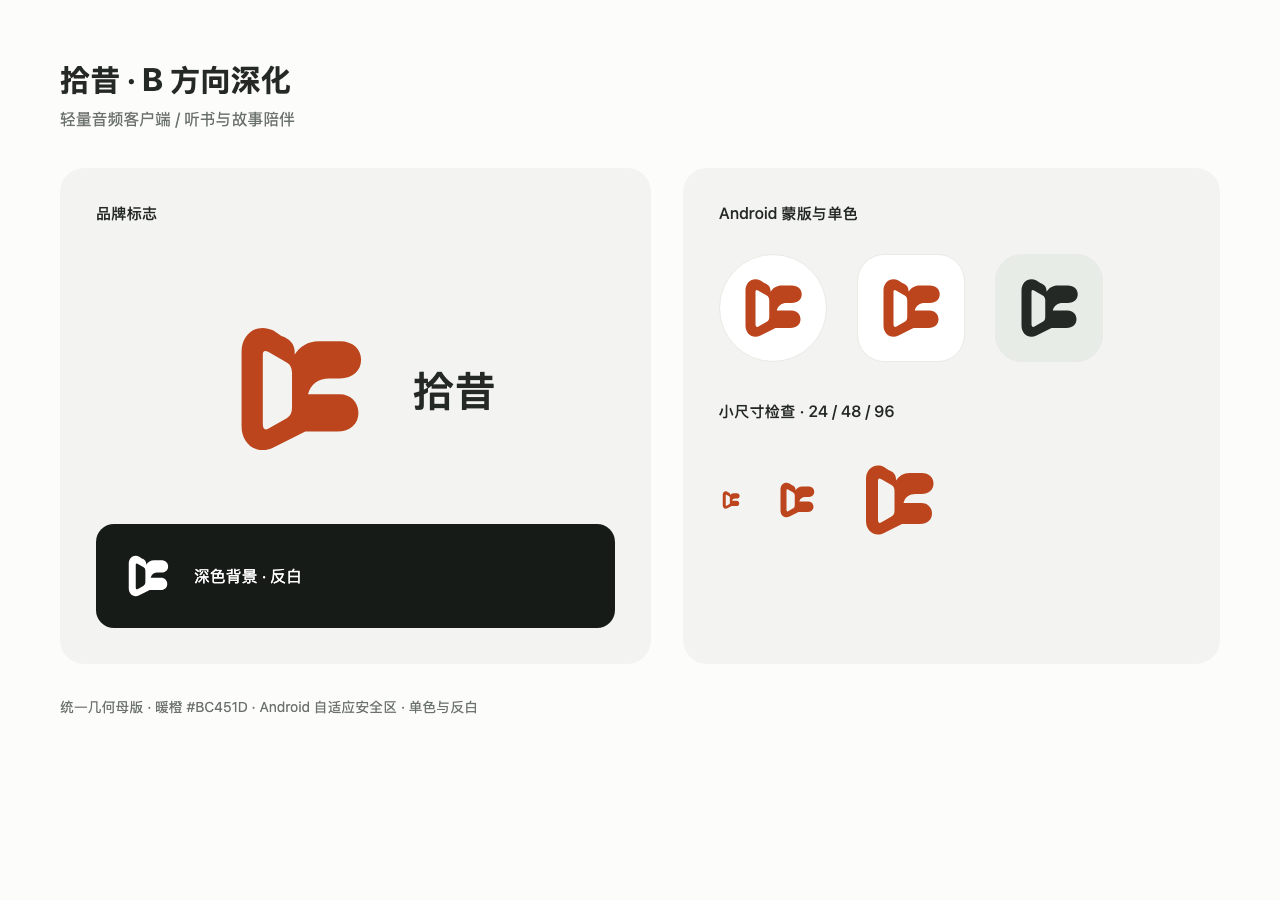 拾昔 · B 方向深化
轻量音频客户端 / 听书与故事陪伴
品牌标志
拾昔
深色背景 · 反白
Android 蒙版与单色
小尺寸检查 · 24 / 48 / 96
统一几何母版 · 暖橙 #BC451D · Android 自适应安全区 · 单色与反白